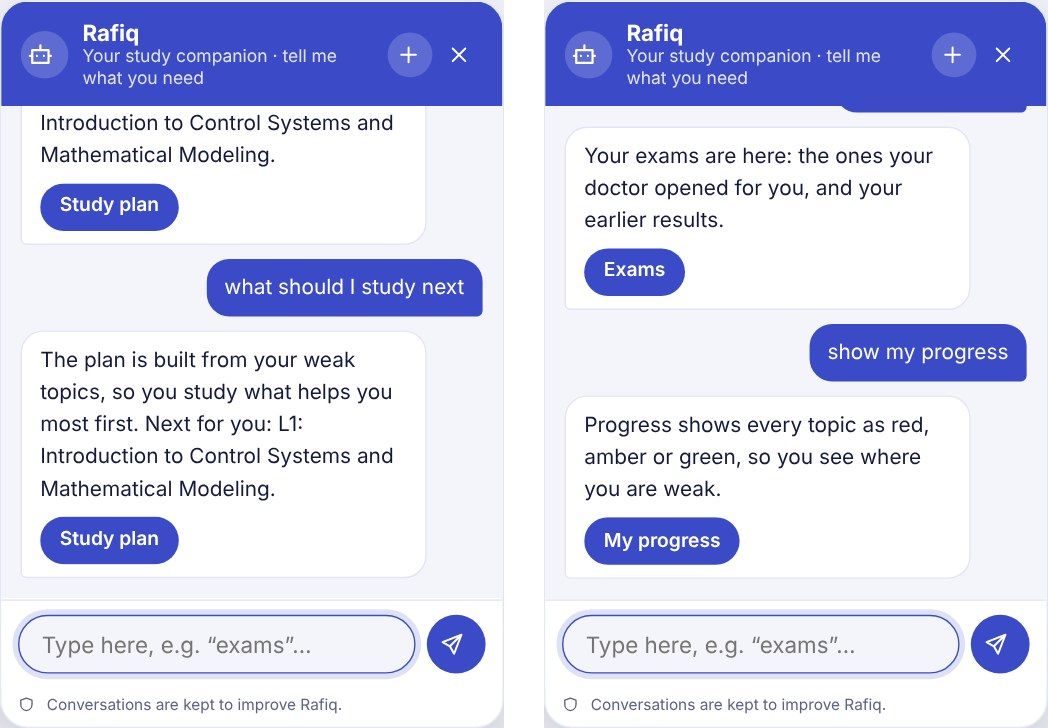 Rafiq
Your study companion · tell me
what you need
Introduction to Control Systems and
Mathematical Modeling.
Study plan
what should I study next
The plan is built from your weak
topics, so you study what helps you
most first. Next for you: L1:
Introduction to Control Systems and
Mathematical Modeling.
Study plan
Type here, e.g. “exams”...
Conversations are kept to improve Rafiq.
Rafiq
Your study companion · tell me
what you need
Your exams are here: the ones your
doctor opened for you, and your
earlier results.
Exams
show my progress
Progress shows every topic as red,
amber or green, so you see where
you are weak.
My progress
Type here, e.g. “exams”...
Conversations are kept to improve Rafiq.